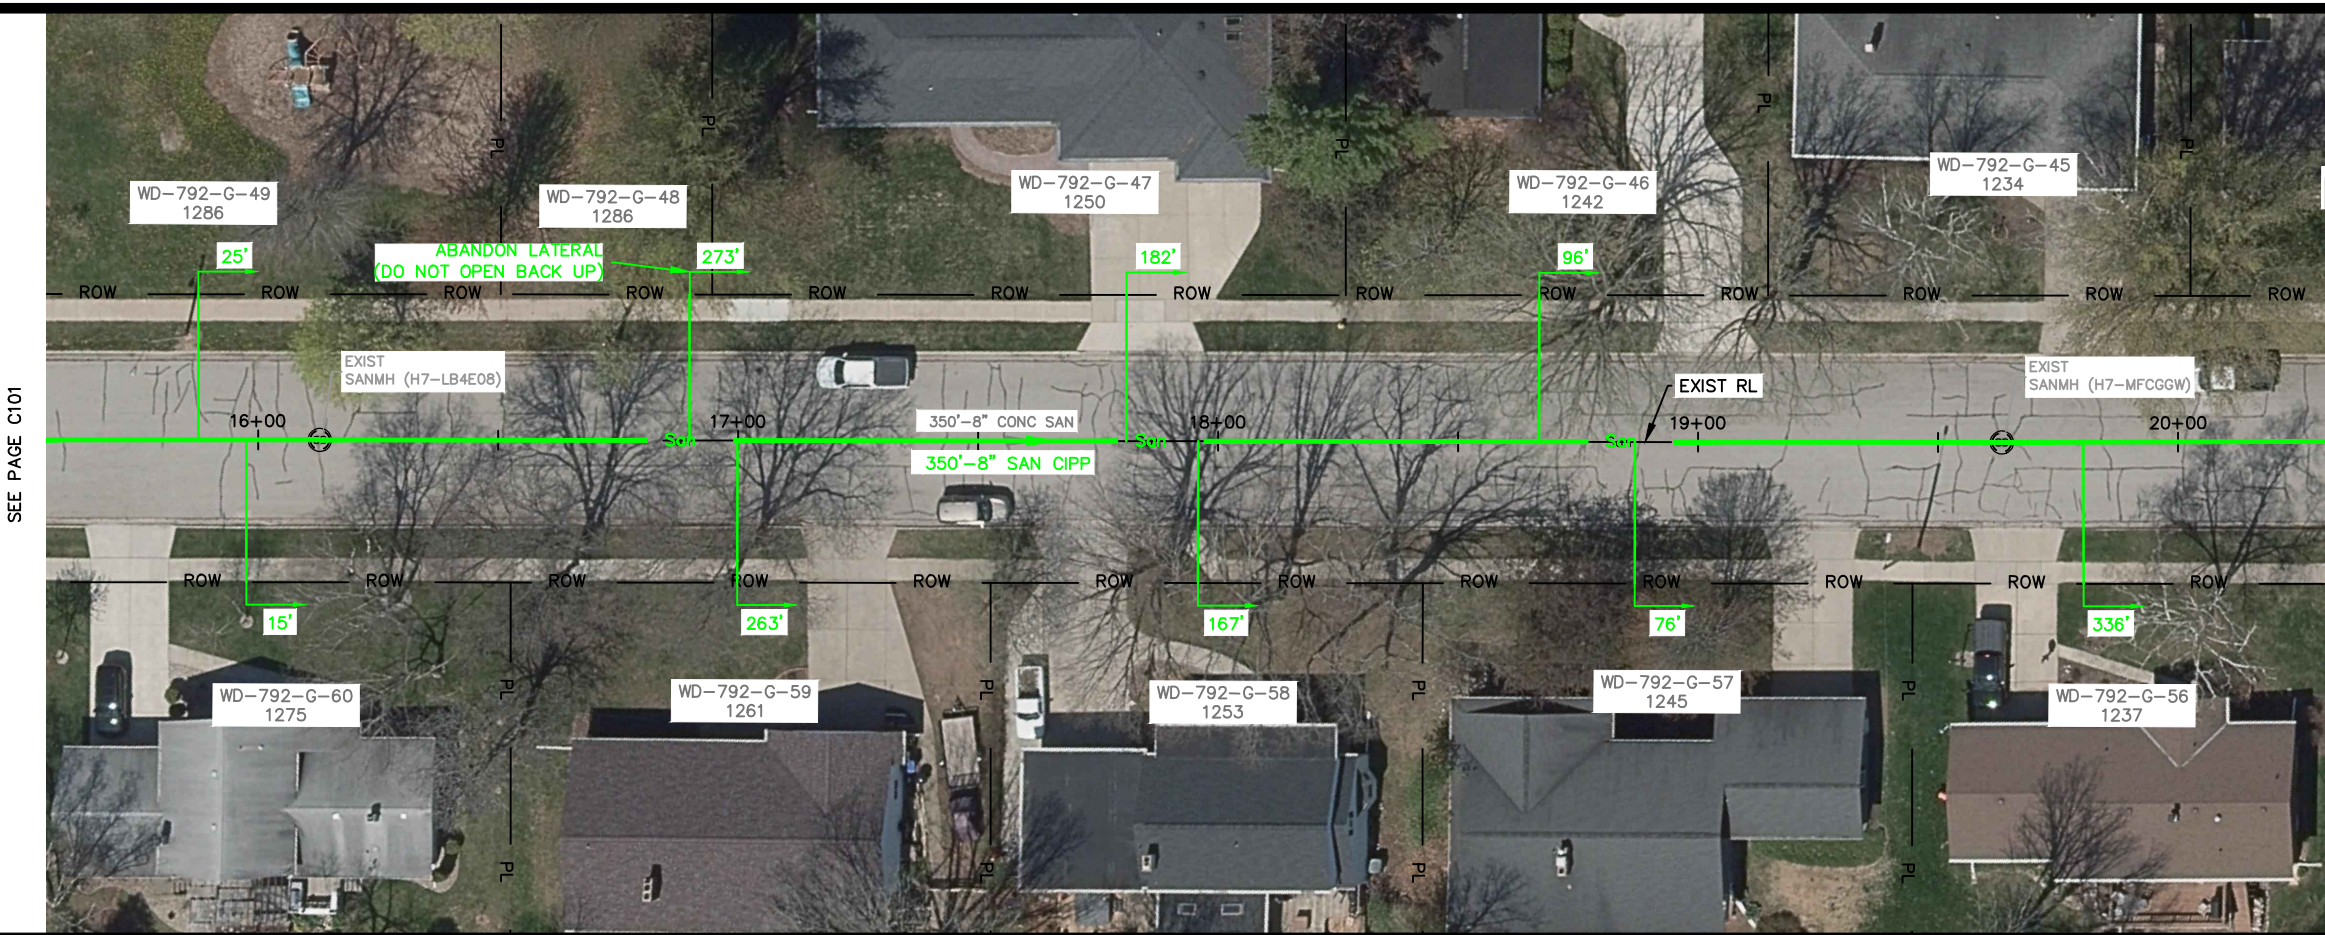 SEE PAGE C101
PL
PL
PL
PL
PL
WD-792-G-49
1286
WD-792-G-48
1286
WD-792-G-47
1250
WD-792-G-46
1242
WD-792-G-45
1234
25'
ABANDON LATERAL
(DO NOT OPEN BACK UP)
273'
182'
96'
ROW ROW ROW ROW ROW ROW ROW ROW ROW ROW ROW ROW ROW
EXIST
SANMH (H7-LB4E08)
EXIST RL
EXIST
SANMH (H7-MFCGGW)
16+00
17+00
18+00
19+00
20+00
350'-8" CONC SAN
San
San
San
350'-8" SAN CIPP
ROW ROW ROW ROW ROW ROW ROW ROW ROW ROW ROW ROW
15'
263'
167'
76'
336'
PL
PL
PL
PL
WD-792-G-60
1275
WD-792-G-59
1261
WD-792-G-58
1253
WD-792-G-57
1245
WD-792-G-56
1237
PL
PL
PL
PL